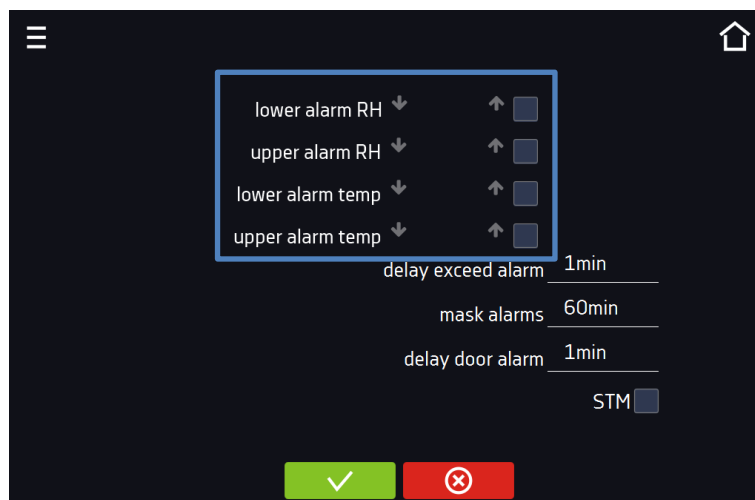 lower alarm RH
upper alarm RH
lower alarm temp
upper alarm temp
delay exceed alarm 1min
mask alarms 60min
delay door alarm 1min
STM